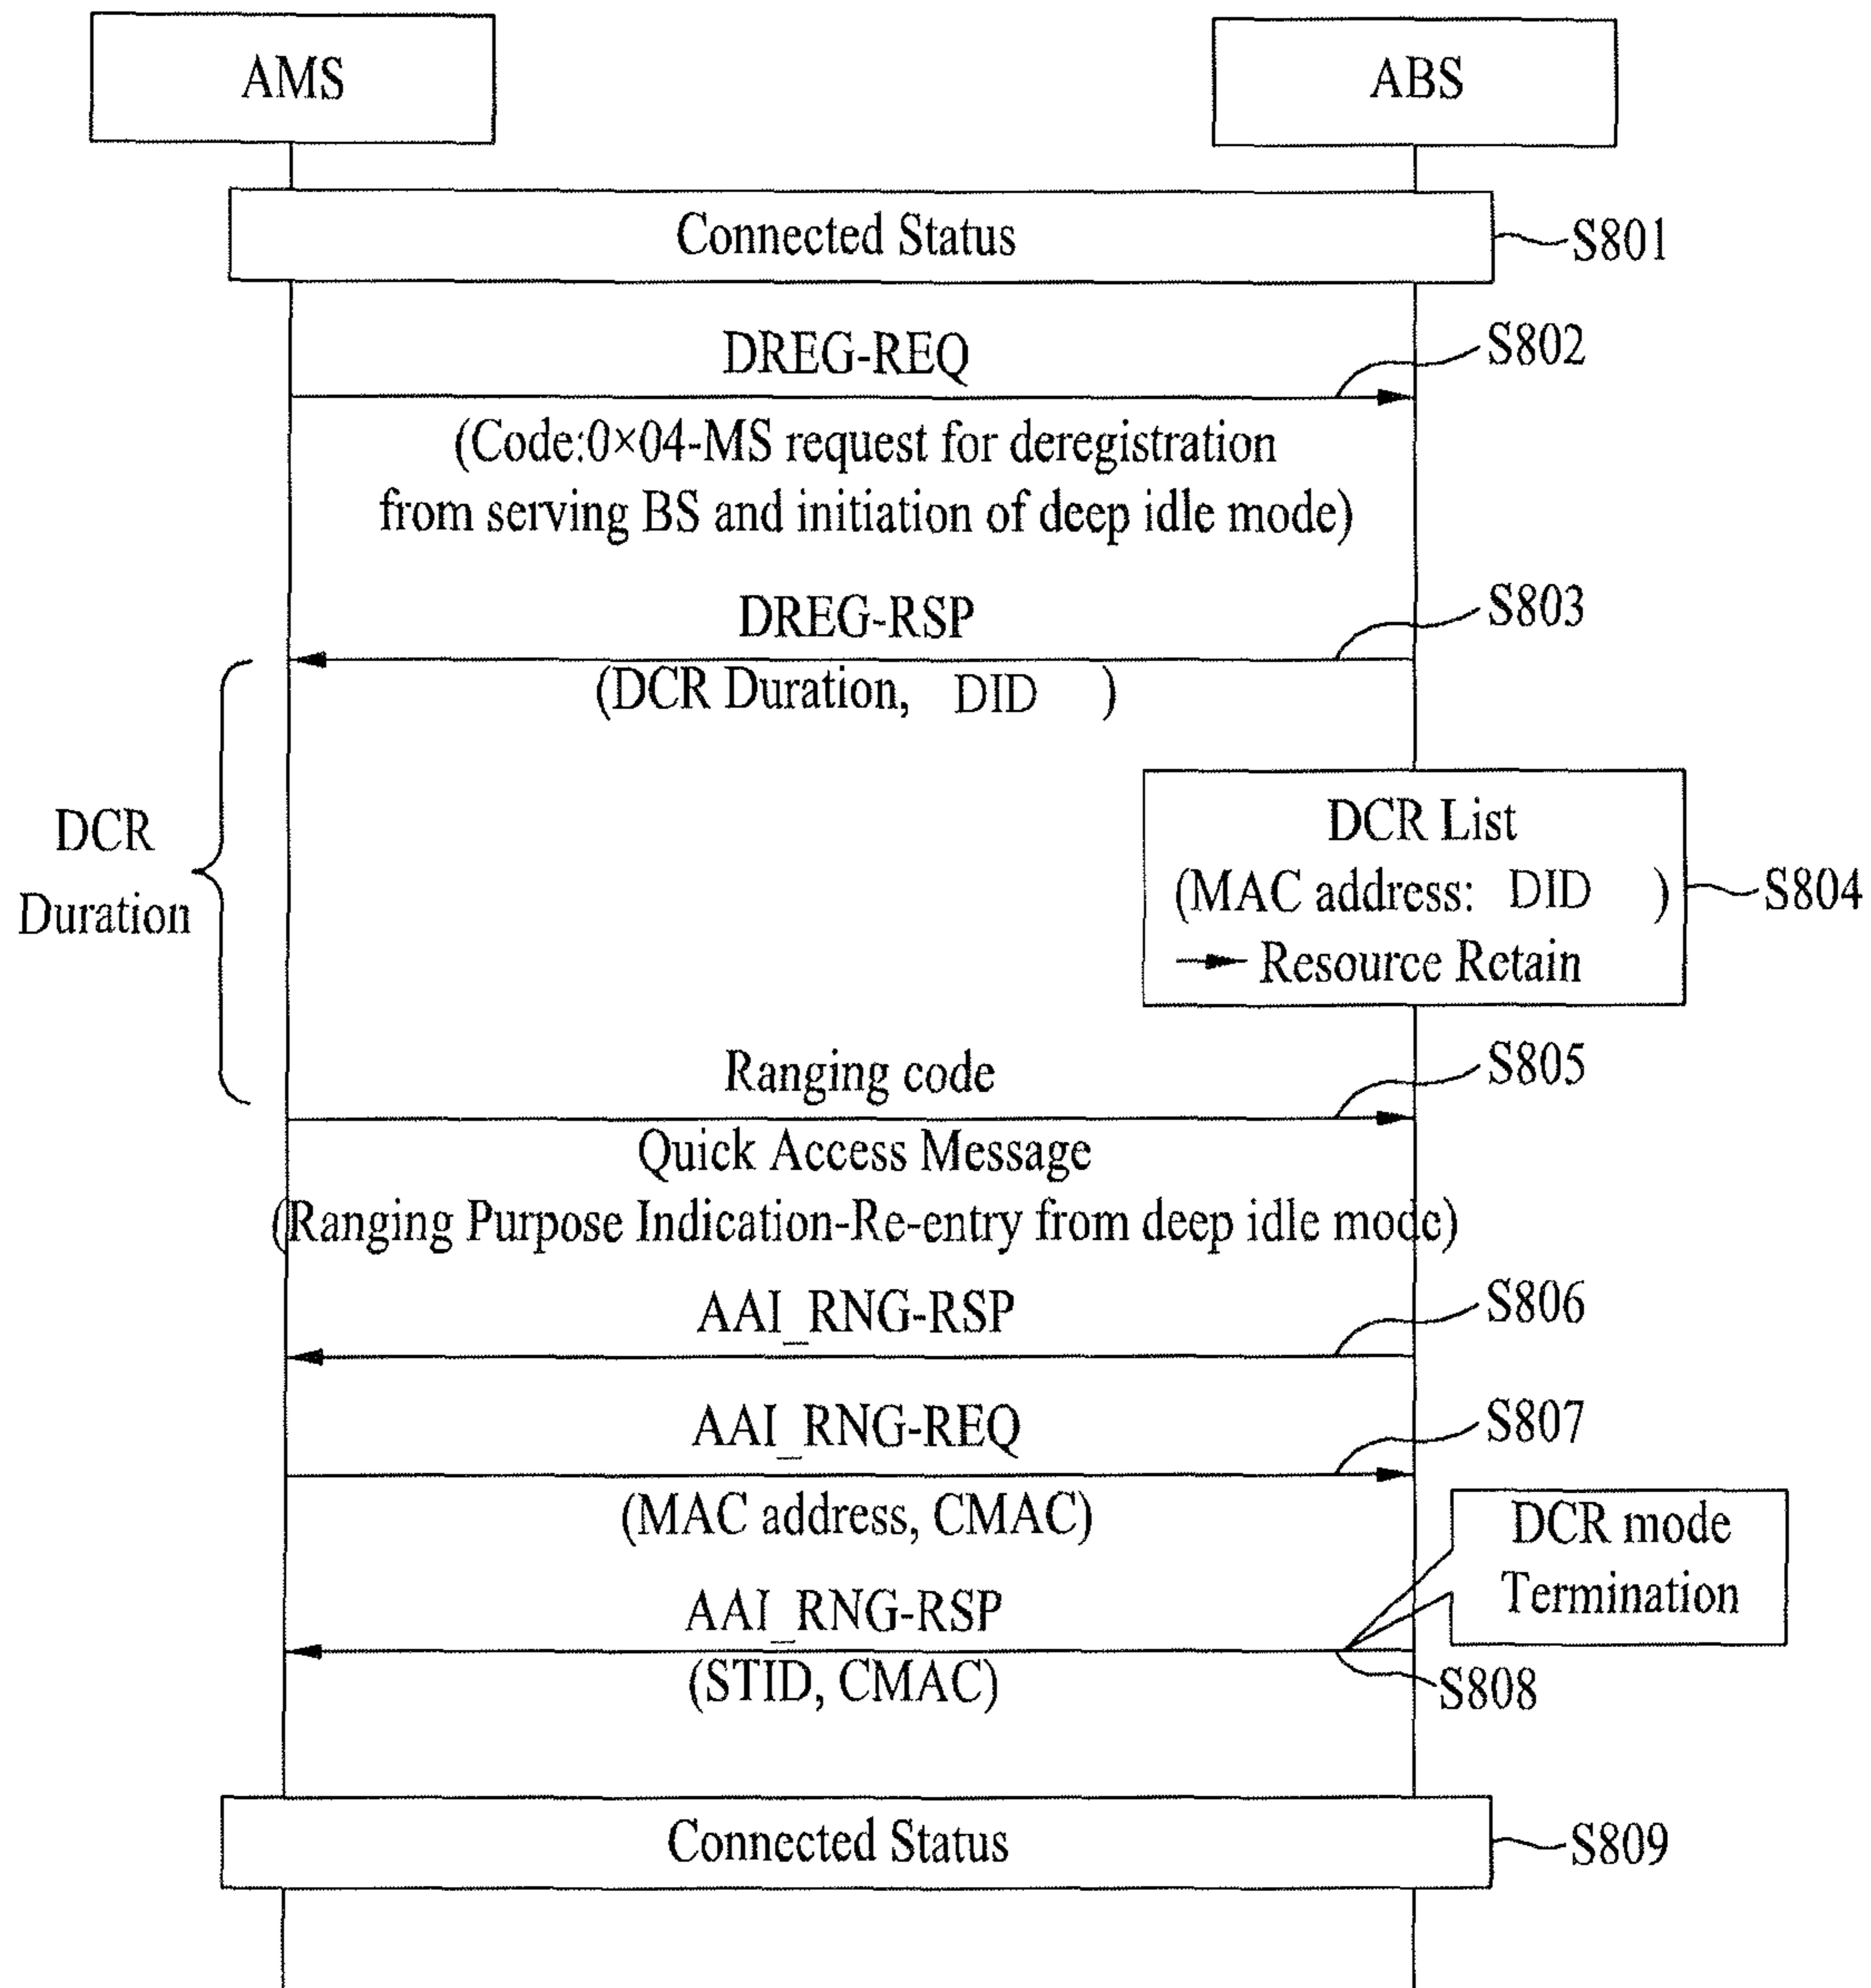 AMS
ABS
Connected Status
S801
DREG-REQ
S802
(Code:0×04-MS request for deregistration
from serving BS and initiation of deep idle mode)
DREG-RSP
S803
(DCR Duration, DID )
DCR
Duration
DCR List
(MAC address: DID )
Resource Retain
S804
Ranging code
S805
Quick Access Message
(Ranging Purpose Indication-Re-entry from deep idle mode)
AAI_RNG-RSP
S806
AAI_RNG-REQ
S807
(MAC address, CMAC)
DCR mode
Termination
AAI_RNG-RSP
(STID, CMAC)
S808
Connected Status
S809